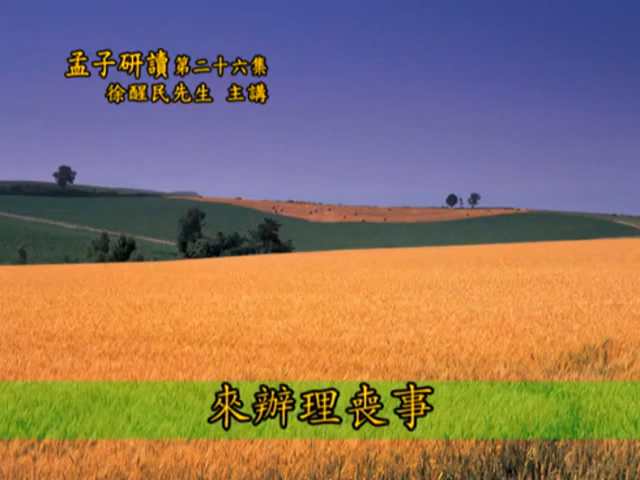 孟子研讀第二十六集
徐醒民先生 主講
來辦理喪事